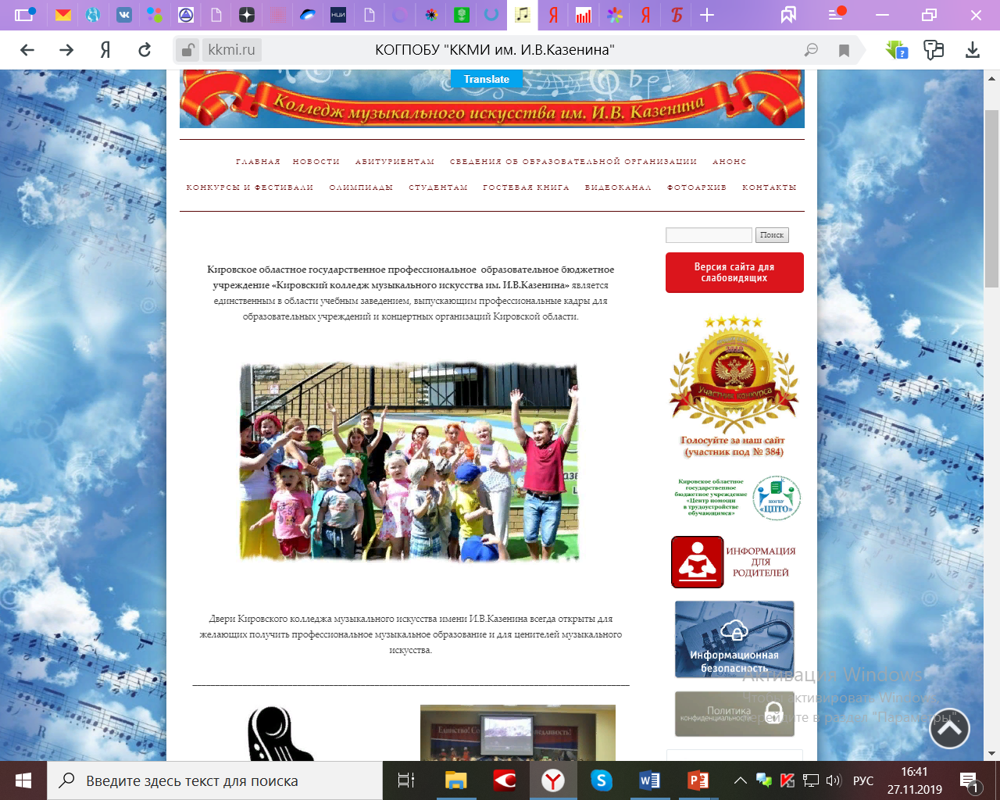 kkmi.ru
КОГПОБУ "ККМИ им. И.В.Казенина"
Translate
Колледж музыкального искусства им. И.В. Казенина
ГЛАВНАЯ НОВОСТИ АБИТУРИЕНТАМ СВЕДЕНИЯ ОБ ОБРАЗОВАТЕЛЬНОЙ ОРГАНИЗАЦИИ АНОНС
КОНКУРСЫ И ФЕСТИВАЛИ ОЛИМПИАДЫ СТУДЕНТАМ ГОСТЕВАЯ КНИГА ВИДЕОКАНАЛ ФОТОАРХИВ КОНТАКТЫ
Поиск
Версия сайта для
слабовидящих
Кировское областное государственное профессиональное образовательное бюджетное
учреждение «Кировский колледж музыкального искусства им. И.В.Казенина» является
единственным в области учебным заведением, выпускающим профессиональные кадры для
образовательных учреждений и концертных организаций Кировской области.
Участник конкурса
Голосуйте за наш сайт
(участник под № 384)
Кировское областное
государственное
бюджетное учреждение
«Центр помощи
в трудоустройстве
обучающимся»
КОГБУ
«ЦПТО»
ИНФОРМАЦИЯ
ДЛЯ
РОДИТЕЛЕЙ
Двери Кировского колледжа музыкального искусства имени И.В.Казенина всегда открыты для
желающих получить профессиональное музыкальное образование и для ценителей музыкального
искусства.
Информационная
безопасность
Политика
конфиденциальности
Активация Windows
Чтобы активировать Windows,
перейдите в раздел "Параметры".
Единство!
Введите здесь текст для поиска
РУС
16:41
27.11.2019
1